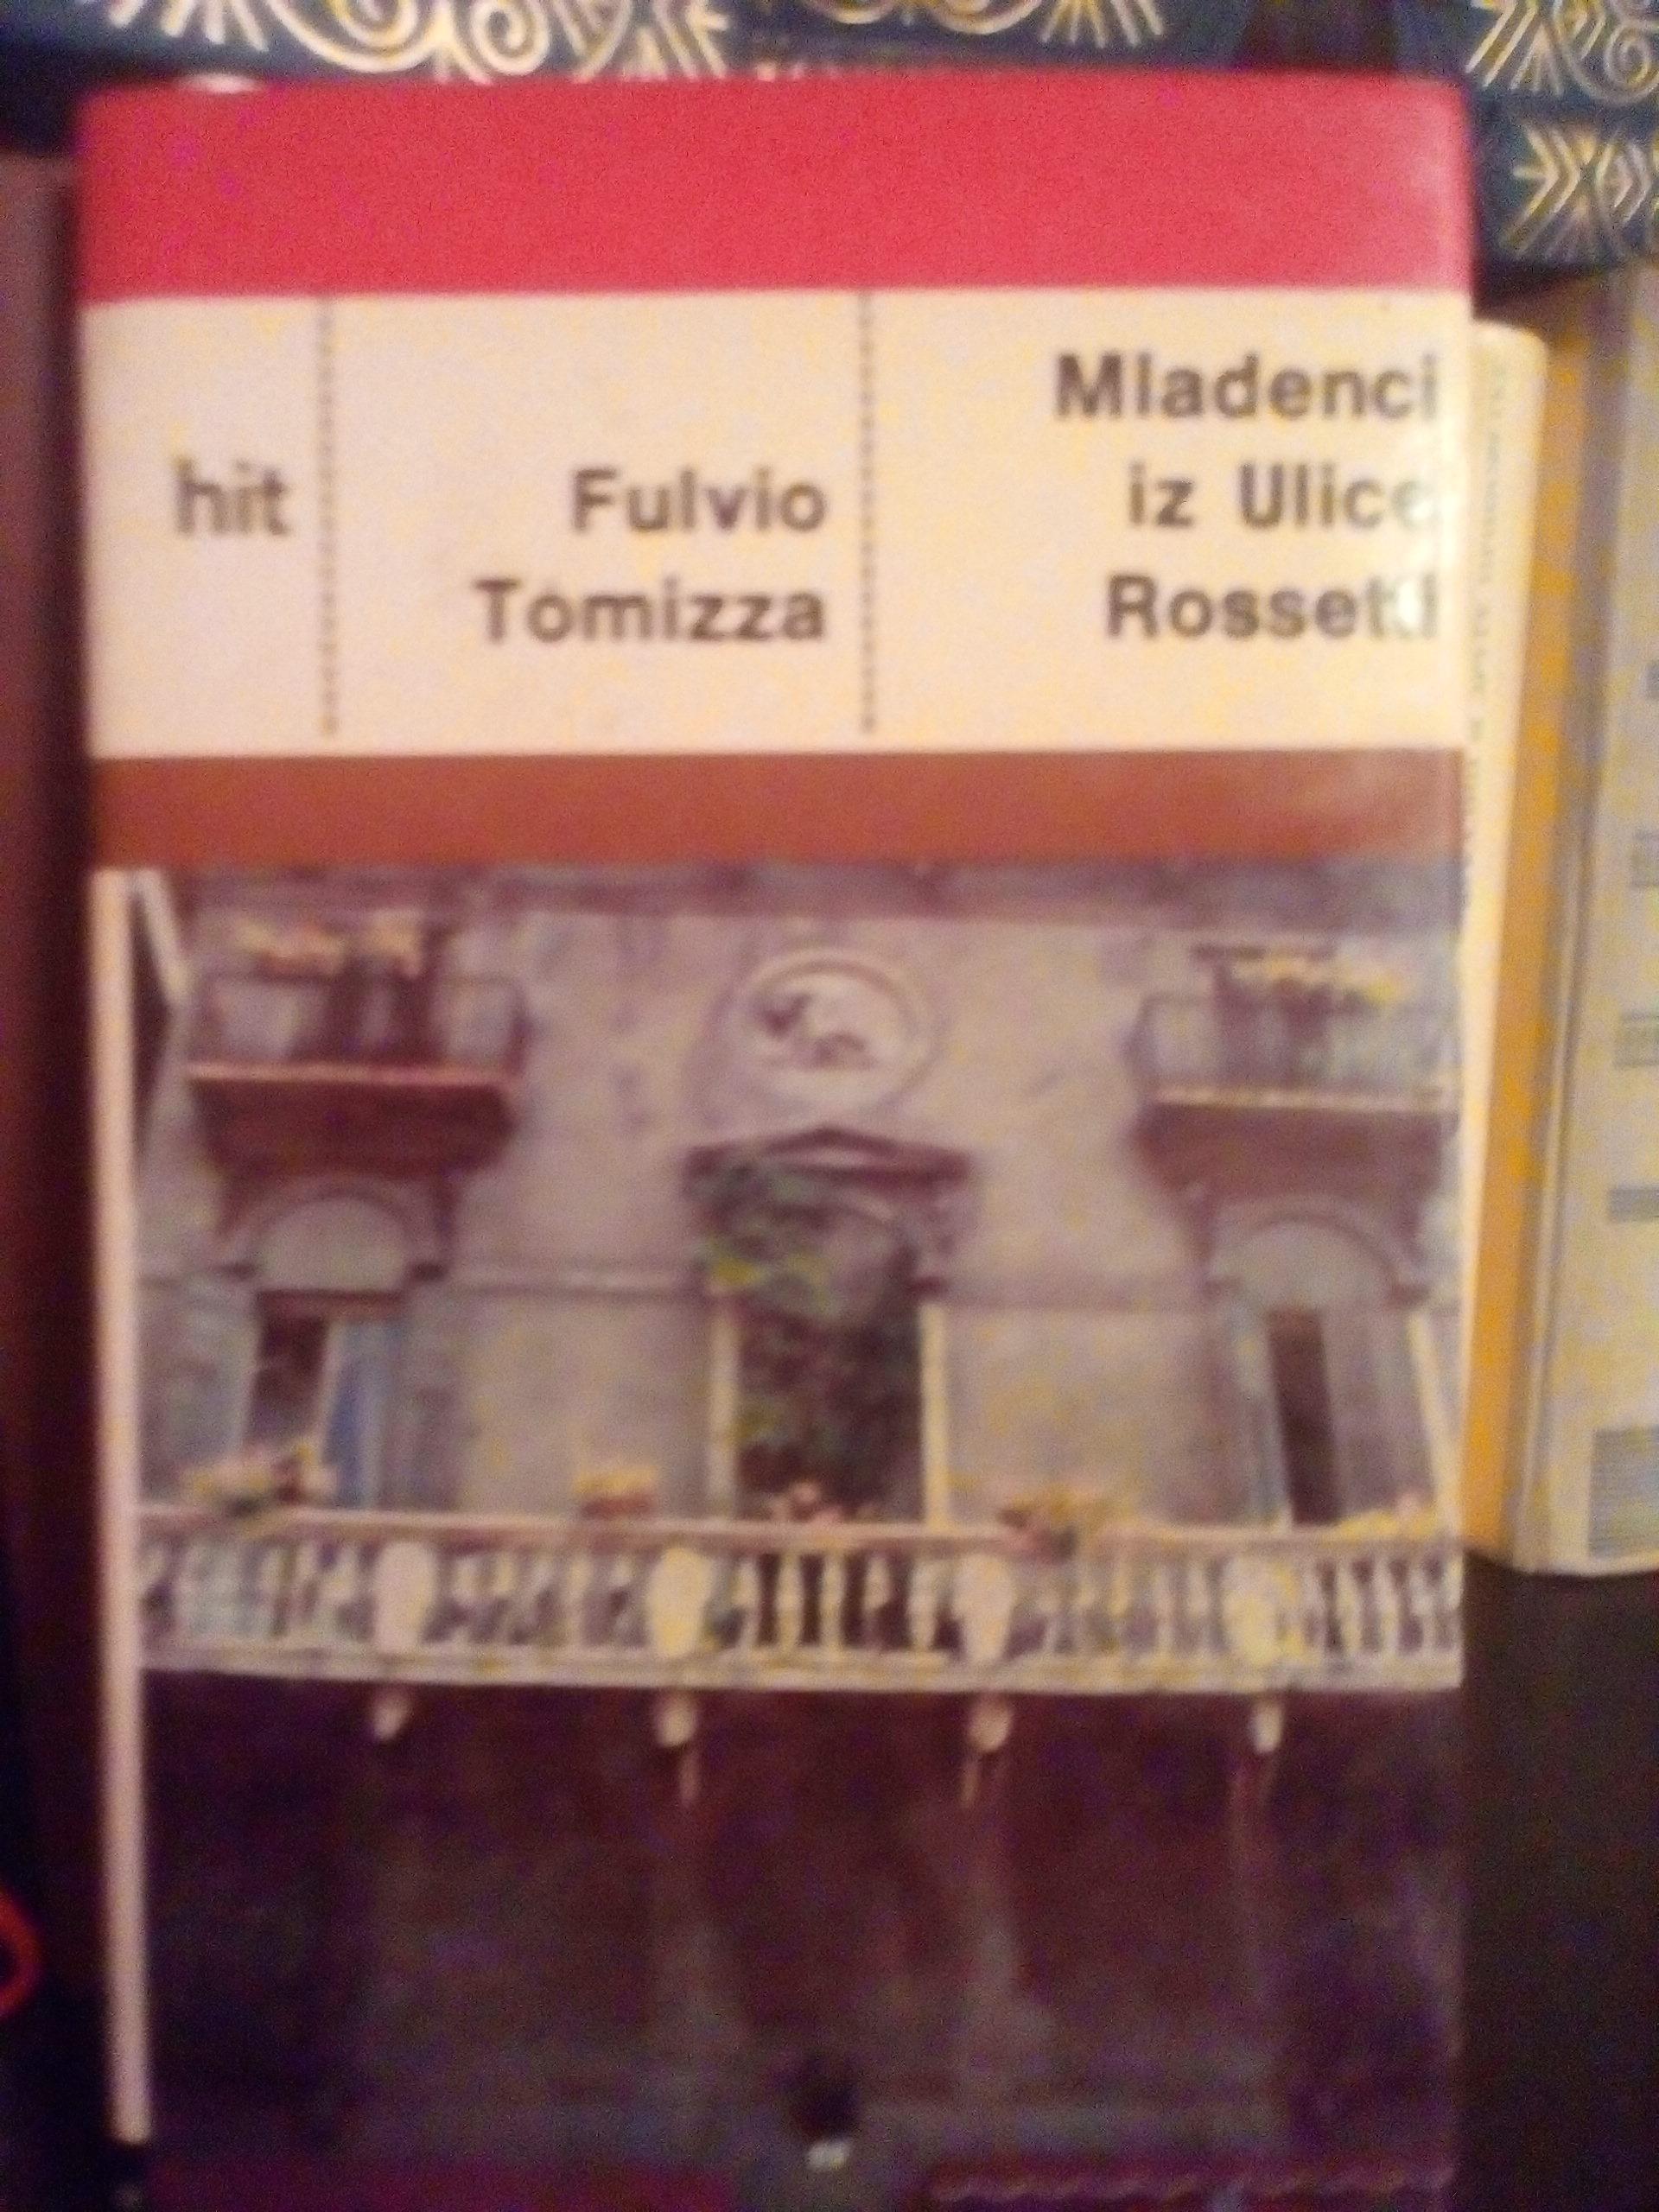 hit
Fulvio
Tomizza
Mladenci
iz Ulice
Rossetti